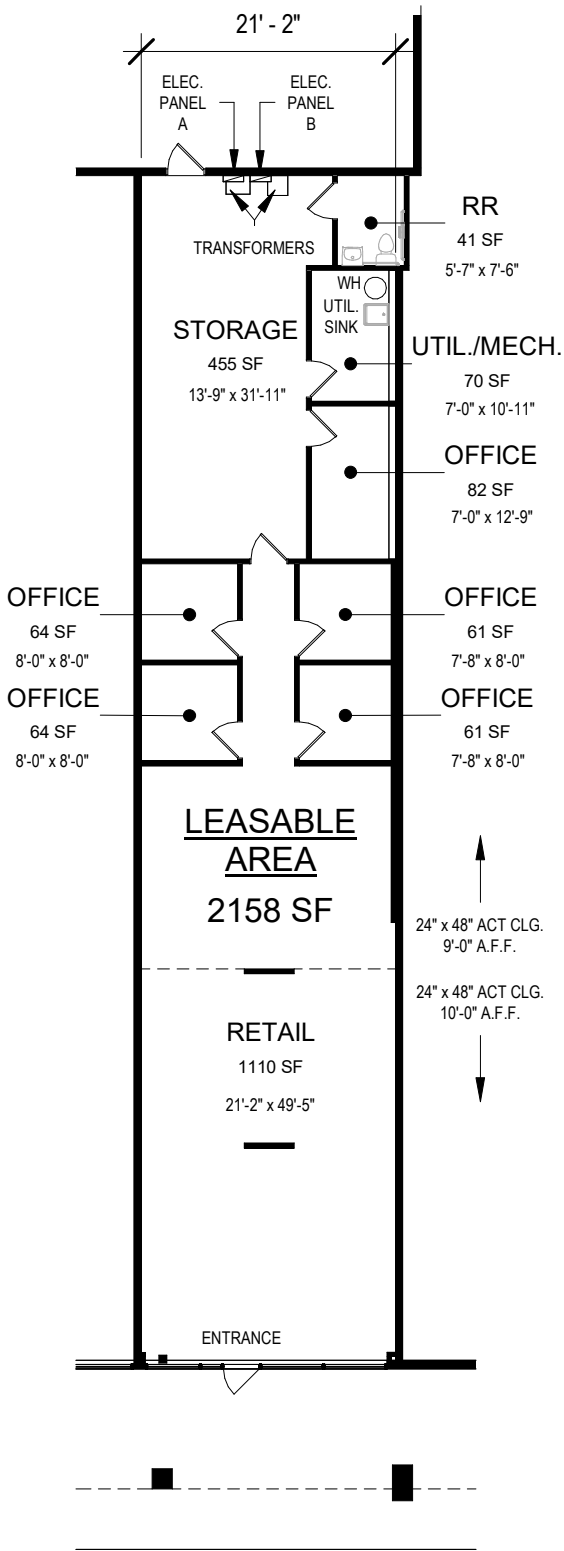 21' - 2"
ELEC.
PANEL
A
ELEC.
PANEL
B
TRANSFORMERS
RR
41 SF
5'-7" x 7'-6"
WH
UTIL.
SINK
STORAGE
455 SF
13'-9" x 31'-11"
UTIL./MECH.
70 SF
7'-0" x 10'-11"
OFFICE
82 SF
7'-0" x 12'-9"
OFFICE
64 SF
8'-0" x 8'-0"
OFFICE
61 SF
7'-8" x 8'-0"
OFFICE
64 SF
8'-0" x 8'-0"
OFFICE
61 SF
7'-8" x 8'-0"
LEASABLE
AREA
2158 SF
24" x 48" ACT CLG.
9'-0" A.F.F.
24" x 48" ACT CLG.
10'-0" A.F.F.
RETAIL
1110 SF
21'-2" x 49'-5"
ENTRANCE